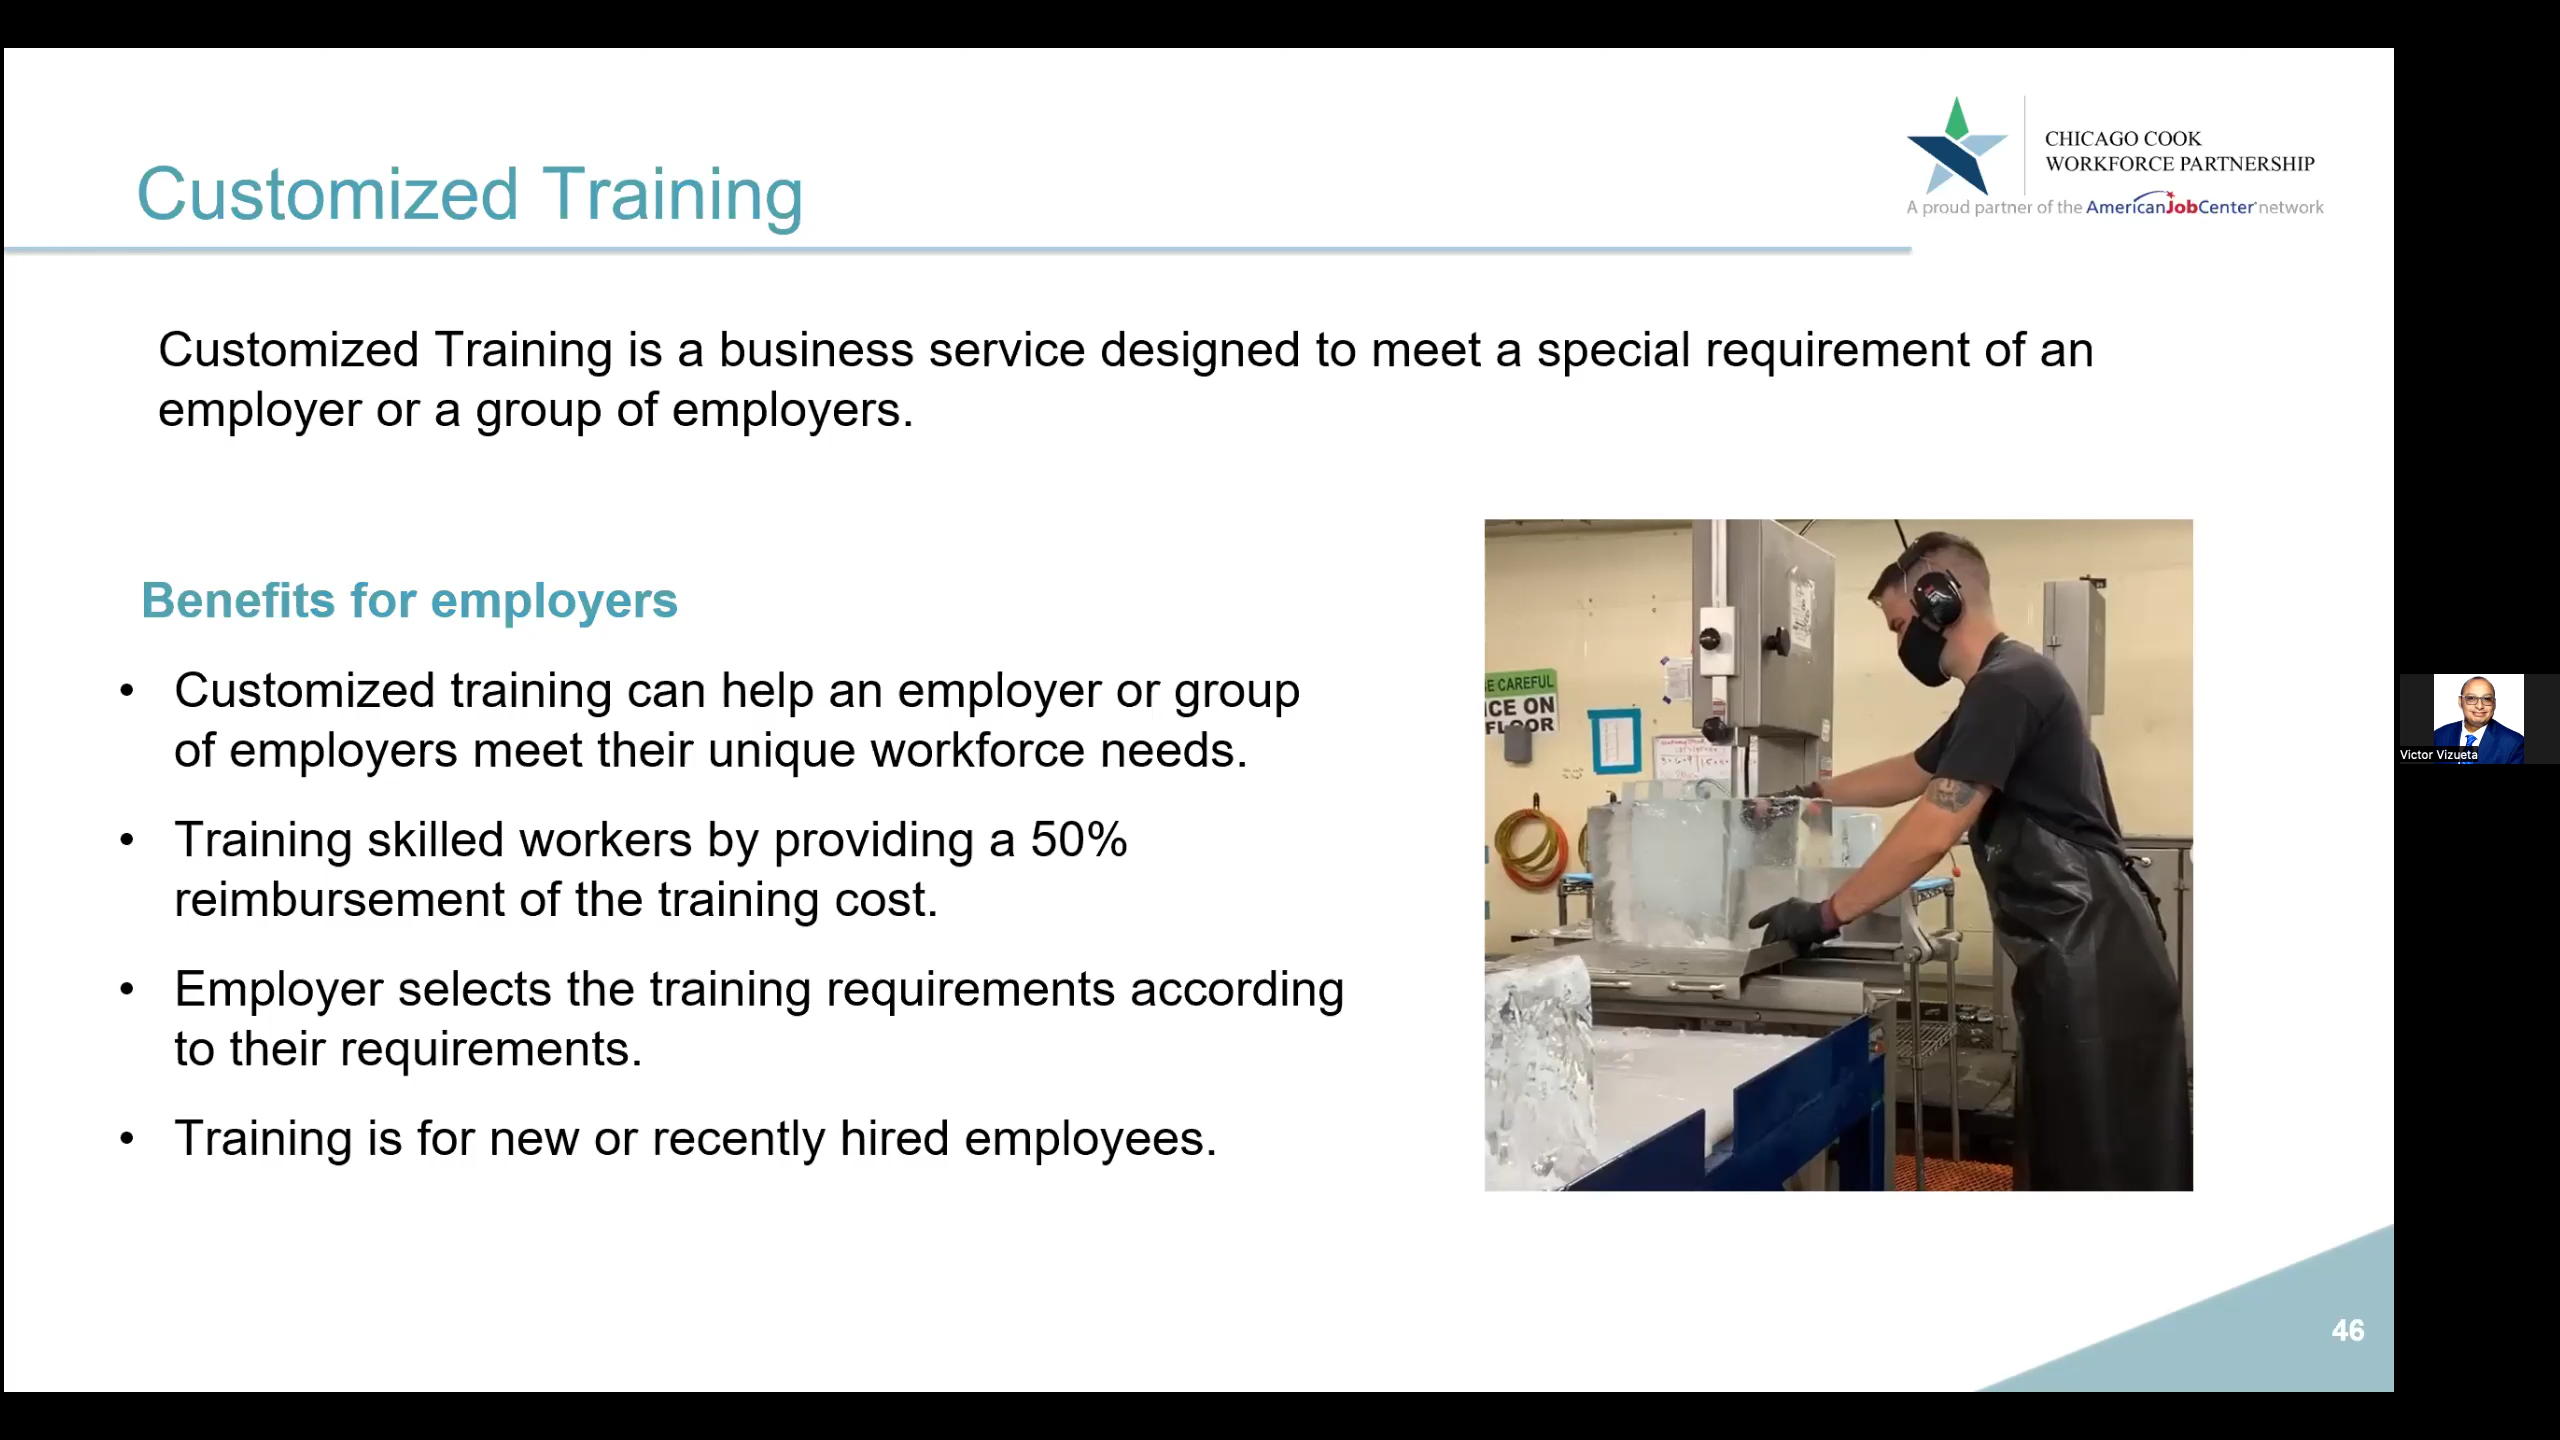 Customized Training
CHICAGO COOK
WORKFORCE PARTNERSHIP
A proud partner of the AmericanJobCenter network
Customized Training is a business service designed to meet a special requirement of an
employer or a group of employers.
Benefits for employers
• Customized training can help an employer or group
of employers meet their unique workforce needs.
• Training skilled workers by providing a 50%
reimbursement of the training cost.
• Employer selects the training requirements according
to their requirements.
• Training is for new or recently hired employees.
E CAREFUL
ICE ON
FLOOR
Victor Vizueta
46